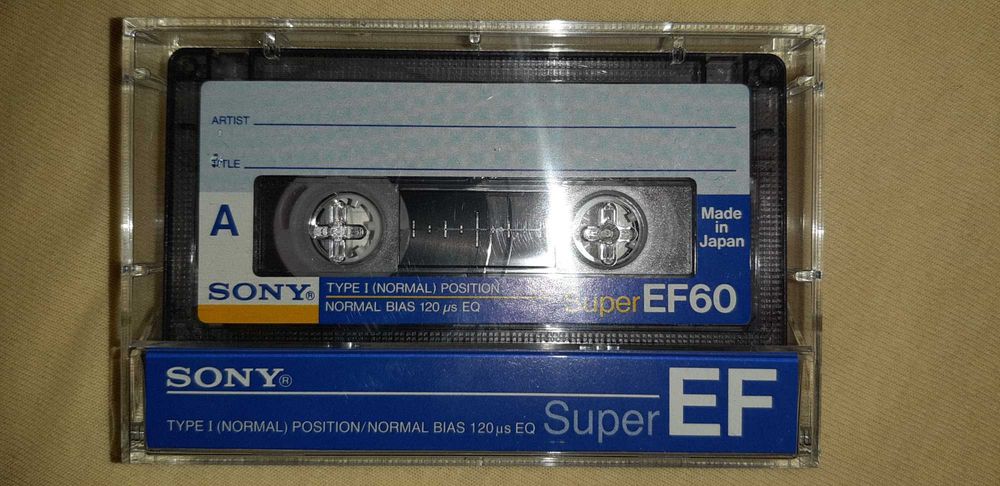 ARTIST
TITLE
A
Made
in
Japan
SONY®
TYPE I (NORMAL) POSITION
NORMAL BIAS 120 µs EQ
Super EF60
SONY®
TYPE I (NORMAL) POSITION/NORMAL BIAS 120 µs EQ
Super EF